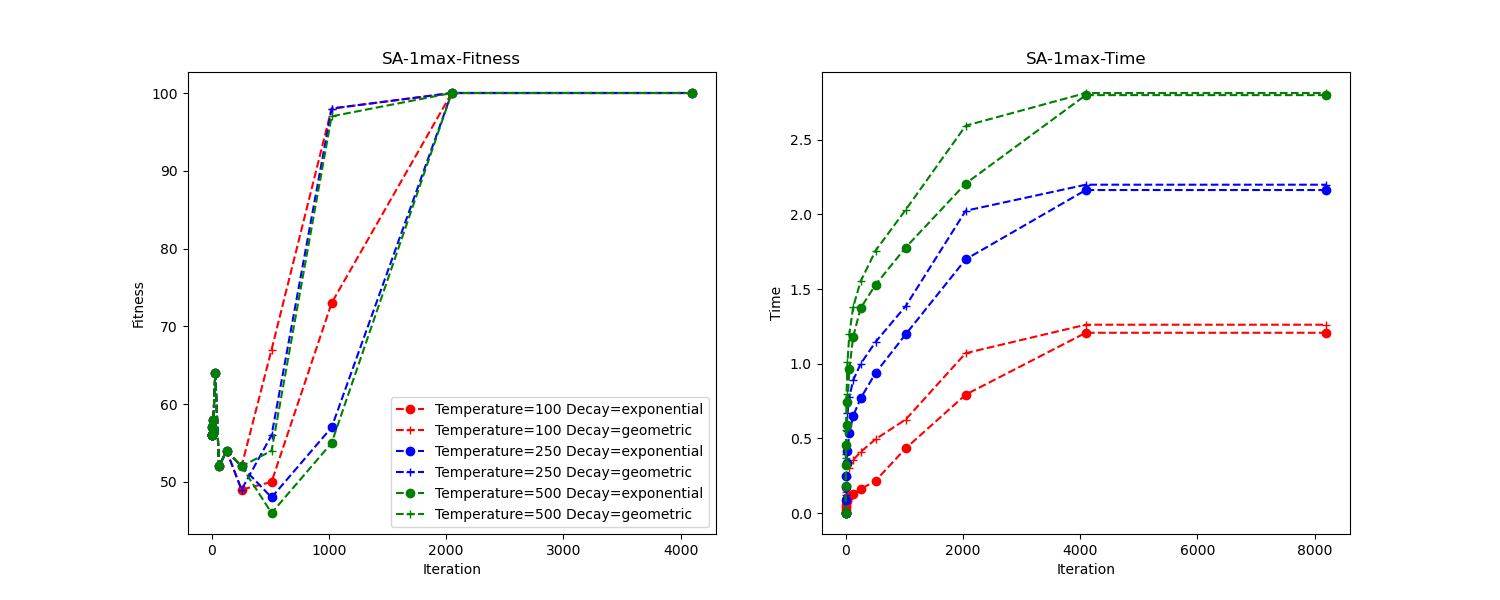 SA-1max-Fitness
100
90
80
70
60
50
Fitness
0
1000
2000
3000
4000
Iteration
Temperature=100 Decay=exponential
Temperature=100 Decay=geometric
Temperature=250 Decay=exponential
Temperature=250 Decay=geometric
Temperature=500 Decay=exponential
Temperature=500 Decay=geometric
SA-1max-Time
2.5
2.0
1.5
1.0
0.5
0.0
Time
0
2000
4000
6000
8000
Iteration